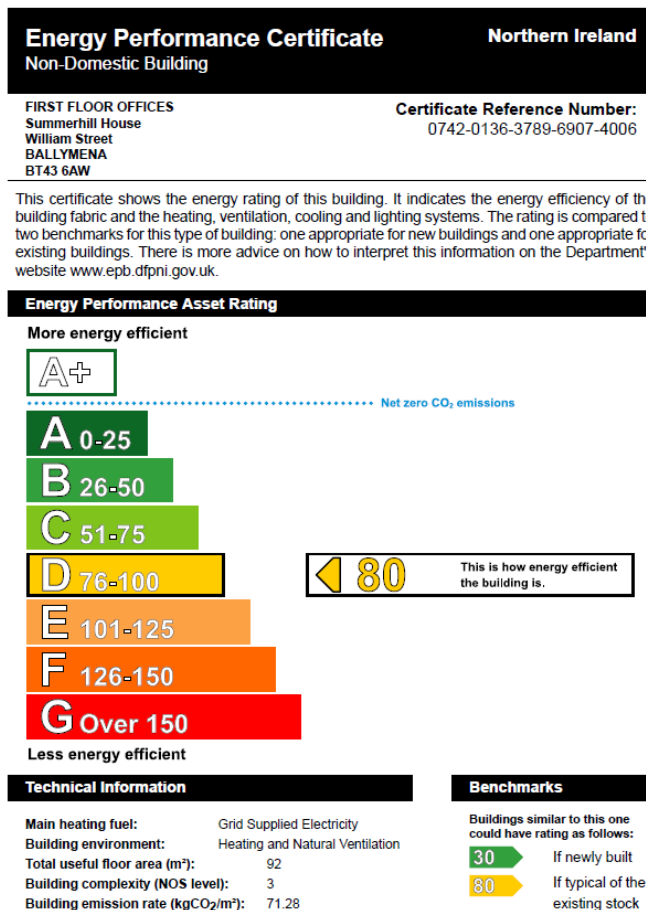 Energy Performance Certificate
Northern Ireland
Non-Domestic Building
FIRST FLOOR OFFICES
Summerhill House
William Street
BALLYMENA
BT43 6AW
Certificate Reference Number:
0742-0136-3789-6907-4006
This certificate shows the energy rating of this building. It indicates the energy efficiency of th
building fabric and the heating, ventilation, cooling and lighting systems. The rating is compared t
two benchmarks for this type of building: one appropriate for new buildings and one appropriate fo
existing buildings. There is more advice on how to interpret this information on the Department'
website www.epb.dfpni.gov.uk.
Energy Performance Asset Rating
More energy efficient
A+
Net zero CO₂ emissions
A 0-25
B 26-50
C 51-75
D 76-100
80
This is how energy efficient
the building is.
E 101-125
F 126-150
G Over 150
Less energy efficient
Technical Information
Main heating fuel: Grid Supplied Electricity
Building environment: Heating and Natural Ventilation
Total useful floor area (m²): 92
Building complexity (NOS level): 3
Building emission rate (kgCO₂/m²): 71.28
Benchmarks
Buildings similar to this one
could have rating as follows:
30 If newly built
80 If typical of the
existing stock